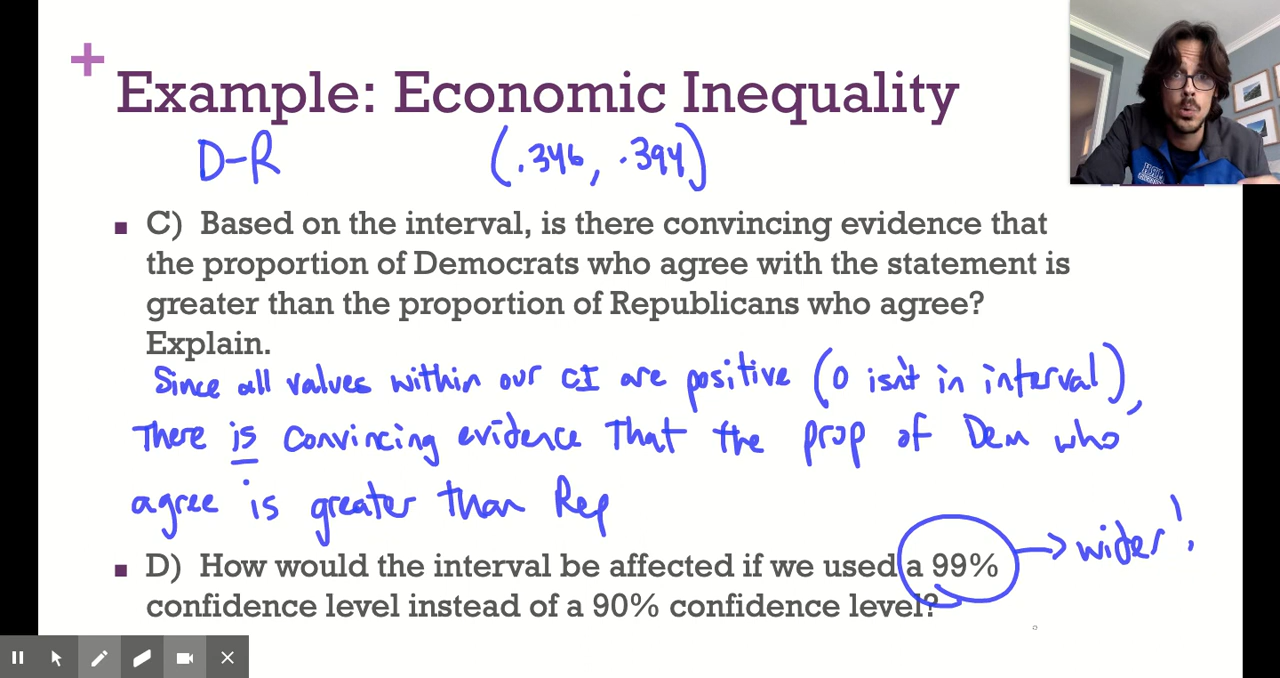 +
Example: Economic Inequality
D-R (.346, .394)
■ C) Based on the interval, is there convincing evidence that
the proportion of Democrats who agree with the statement is
greater than the proportion of Republicans who agree?
Explain.
Since all values within our CI are positive (0 isn't in interval),
There is convincing evidence that the prop of Dem who
agree is greater than Rep
■ D) How would the interval be affected if we used a 99% → wider!
confidence level instead of a 90% confidence level?